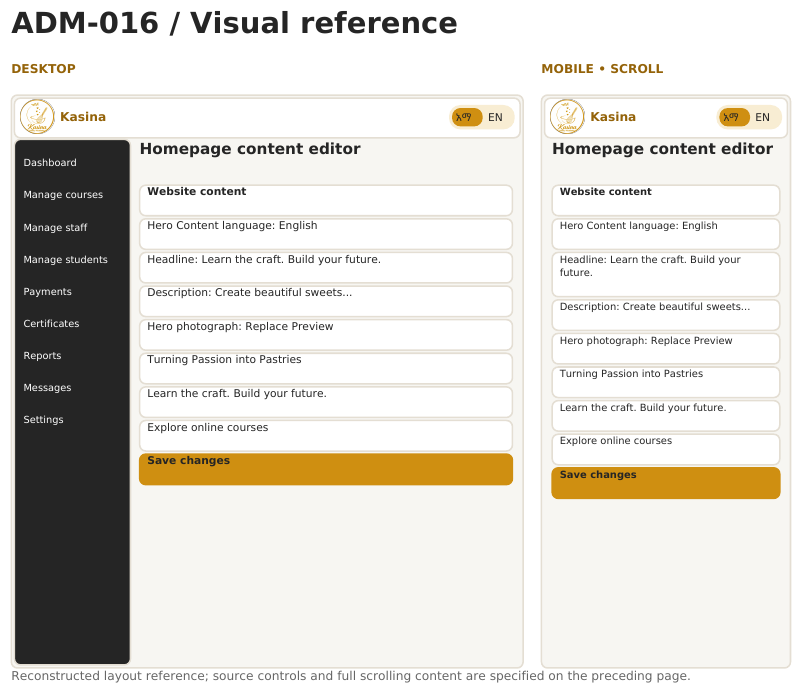 ADM-016 / Visual reference
DESKTOP
Kasina
Kasina
አማ EN
Dashboard
Manage courses
Manage staff
Manage students
Payments
Certificates
Reports
Messages
Settings
Homepage content editor
Website content
Hero Content language: English
Headline: Learn the craft. Build your future.
Description: Create beautiful sweets...
Hero photograph: Replace Preview
Turning Passion into Pastries
Learn the craft. Build your future.
Explore online courses
Save changes
MOBILE • SCROLL
Kasina
Kasina
አማ EN
Homepage content editor
Website content
Hero Content language: English
Headline: Learn the craft. Build your
future.
Description: Create beautiful sweets...
Hero photograph: Replace Preview
Turning Passion into Pastries
Learn the craft. Build your future.
Explore online courses
Save changes
Reconstructed layout reference; source controls and full scrolling content are specified on the preceding page.